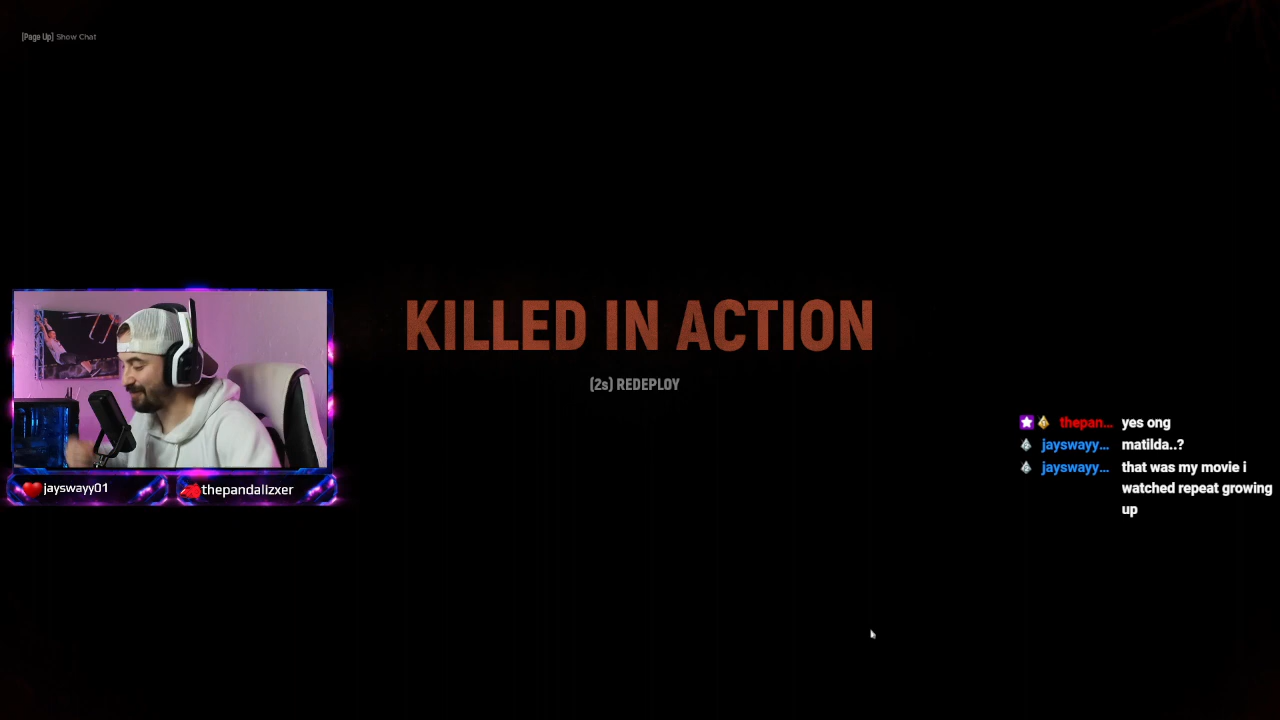 [Page Up] Show Chat
KILLED IN ACTION
(2s) REDEPLOY
thepan... yes ong
jayswayy... matilda..?
jayswayy... that was my movie i
watched repeat growing
up
jayswayy01
thepandalizxer